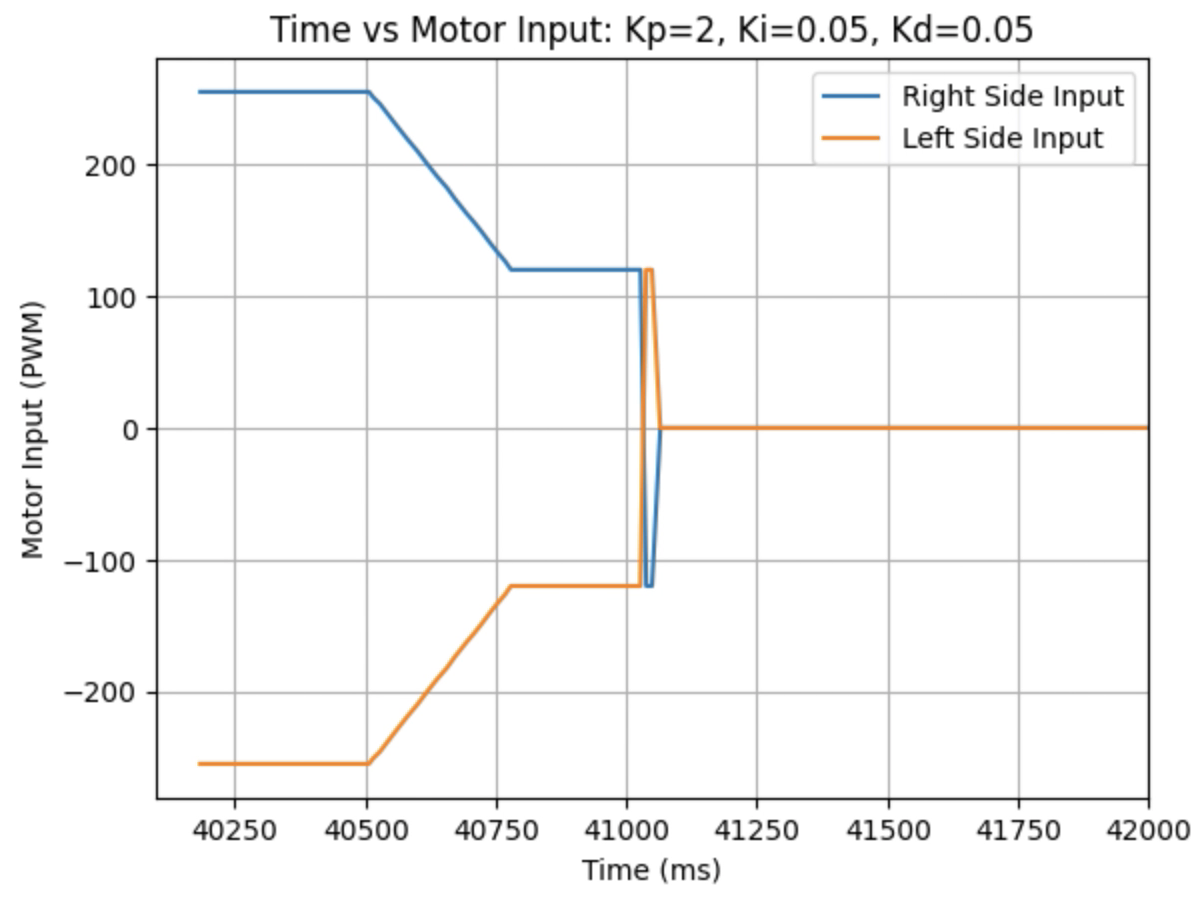 Time vs Motor Input: Kp=2, Ki=0.05, Kd=0.05
Right Side Input
Left Side Input
Motor Input (PWM)
200
100
0
−100
−200
40250 40500 40750 41000 41250 41500 41750 42000
Time (ms)